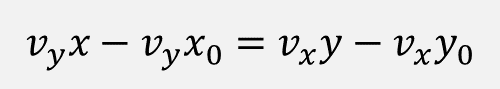 $v_y x - v_y x_0 = v_x y - v_x y_0$